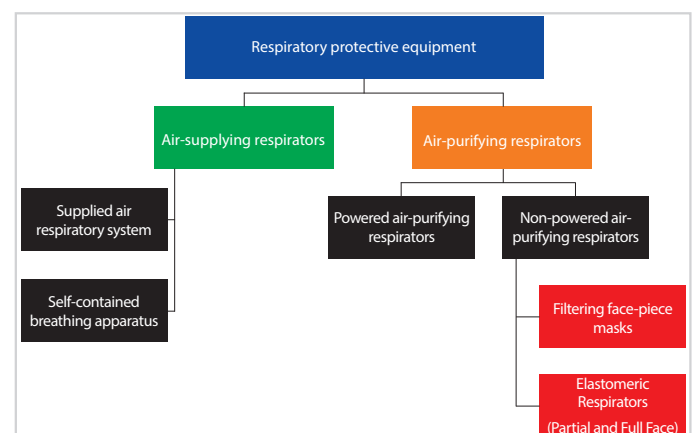 Respiratory protective equipment
Air-supplying respirators
Air-purifying respirators
Supplied air
respiratory system
Powered air-purifying
respirators
Non-powered air-
purifying respirators
Self-contained
breathing apparatus
Filtering face-piece
masks
Elastomeric
Respirators
(Partial and Full Face)